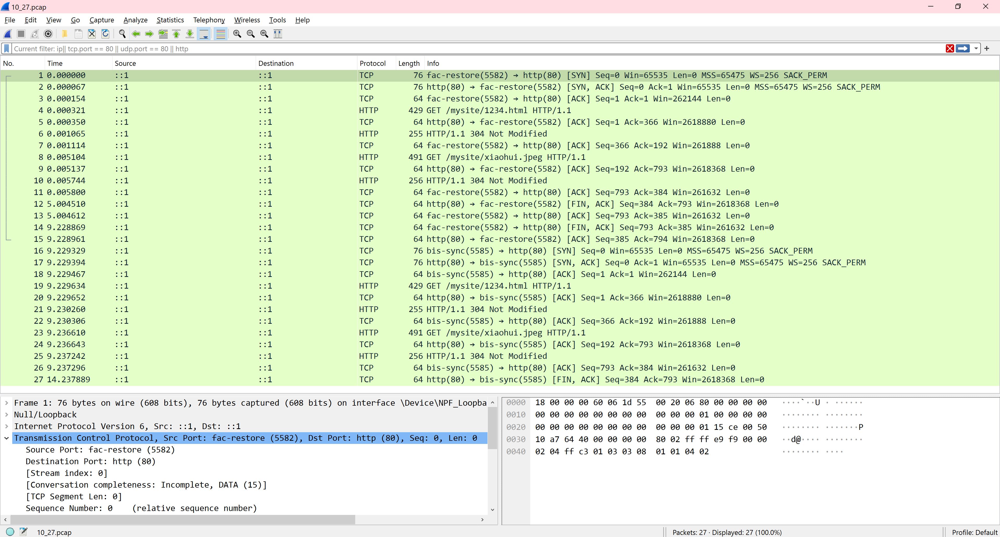 10_27.pcap
File Edit View Go Capture Analyze Statistics Telephony Wireless Tools Help
Current filter: ip|| tcp.port == 80 || udp.port == 80 || http
No. Time Source Destination Protocol Length Info
1 0.000000 ::1 ::1 TCP 76 fac-restore(5582) → http(80) [SYN] Seq=0 Win=65535 Len=0 MSS=65475 WS=256 SACK_PERM
2 0.000067 ::1 ::1 TCP 76 http(80) → fac-restore(5582) [SYN, ACK] Seq=0 Ack=1 Win=65535 Len=0 MSS=65475 WS=256 SACK_PERM
3 0.000154 ::1 ::1 TCP 64 fac-restore(5582) → http(80) [ACK] Seq=1 Ack=1 Win=262144 Len=0
4 0.000321 ::1 ::1 HTTP 429 GET /mysite/1234.html HTTP/1.1
5 0.000350 ::1 ::1 TCP 64 http(80) → fac-restore(5582) [ACK] Seq=1 Ack=366 Win=2618880 Len=0
6 0.001065 ::1 ::1 HTTP 255 HTTP/1.1 304 Not Modified
7 0.001114 ::1 ::1 TCP 64 fac-restore(5582) → http(80) [ACK] Seq=366 Ack=192 Win=261888 Len=0
8 0.005104 ::1 ::1 HTTP 491 GET /mysite/xiaohui.jpeg HTTP/1.1
9 0.005137 ::1 ::1 TCP 64 http(80) → fac-restore(5582) [ACK] Seq=192 Ack=793 Win=2618368 Len=0
10 0.005744 ::1 ::1 HTTP 256 HTTP/1.1 304 Not Modified
11 0.005800 ::1 ::1 TCP 64 fac-restore(5582) → http(80) [ACK] Seq=793 Ack=384 Win=261632 Len=0
12 5.004510 ::1 ::1 TCP 64 http(80) → fac-restore(5582) [FIN, ACK] Seq=384 Ack=793 Win=2618368 Len=0
13 5.004612 ::1 ::1 TCP 64 fac-restore(5582) → http(80) [ACK] Seq=793 Ack=385 Win=261632 Len=0
14 9.228869 ::1 ::1 TCP 64 fac-restore(5582) → http(80) [FIN, ACK] Seq=793 Ack=385 Win=261632 Len=0
15 9.228961 ::1 ::1 TCP 64 http(80) → fac-restore(5582) [ACK] Seq=385 Ack=794 Win=2618368 Len=0
16 9.229329 ::1 ::1 TCP 76 bis-sync(5585) → http(80) [SYN] Seq=0 Win=65535 Len=0 MSS=65475 WS=256 SACK_PERM
17 9.229394 ::1 ::1 TCP 76 http(80) → bis-sync(5585) [SYN, ACK] Seq=0 Ack=1 Win=65535 Len=0 MSS=65475 WS=256 SACK_PERM
18 9.229467 ::1 ::1 TCP 64 bis-sync(5585) → http(80) [ACK] Seq=1 Ack=1 Win=262144 Len=0
19 9.229634 ::1 ::1 HTTP 429 GET /mysite/1234.html HTTP/1.1
20 9.229652 ::1 ::1 TCP 64 http(80) → bis-sync(5585) [ACK] Seq=1 Ack=366 Win=2618880 Len=0
21 9.230260 ::1 ::1 HTTP 255 HTTP/1.1 304 Not Modified
22 9.230306 ::1 ::1 TCP 64 bis-sync(5585) → http(80) [ACK] Seq=366 Ack=192 Win=261888 Len=0
23 9.236610 ::1 ::1 HTTP 491 GET /mysite/xiaohui.jpeg HTTP/1.1
24 9.236643 ::1 ::1 TCP 64 http(80) → bis-sync(5585) [ACK] Seq=192 Ack=793 Win=2618368 Len=0
25 9.237242 ::1 ::1 HTTP 256 HTTP/1.1 304 Not Modified
26 9.237296 ::1 ::1 TCP 64 bis-sync(5585) → http(80) [ACK] Seq=793 Ack=384 Win=261632 Len=0
27 14.237889 ::1 ::1 TCP 64 http(80) → bis-sync(5585) [FIN, ACK] Seq=384 Ack=793 Win=2618368 Len=0
Frame 1: 76 bytes on wire (608 bits), 76 bytes captured (608 bits) on interface \Device\NPF_Loopba
Null/Loopback
Internet Protocol Version 6, Src: ::1, Dst: ::1
Transmission Control Protocol, Src Port: fac-restore (5582), Dst Port: http (80), Seq: 0, Len: 0
Source Port: fac-restore (5582)
Destination Port: http (80)
[Stream index: 0]
[Conversation completeness: Incomplete, DATA (15)]
[TCP Segment Len: 0]
Sequence Number: 0 (relative sequence number)
0000 18 00 00 00 60 06 1d 55 00 20 06 80 00 00 00 00 ····`··U · ······
0010 00 00 00 00 00 00 00 00 00 00 00 01 00 00 00 00 ········ ········
0020 00 00 00 00 00 00 00 00 00 00 00 01 15 ce 00 50 ········ ·······P
0030 10 a7 64 40 00 00 00 00 80 02 ff ff e9 f9 00 00 ··d@···· ········
0040 02 04 ff c3 01 03 03 08 01 01 04 02 ········ ····
10_27.pcap
Packets: 27 · Displayed: 27 (100.0%)
Profile: Default